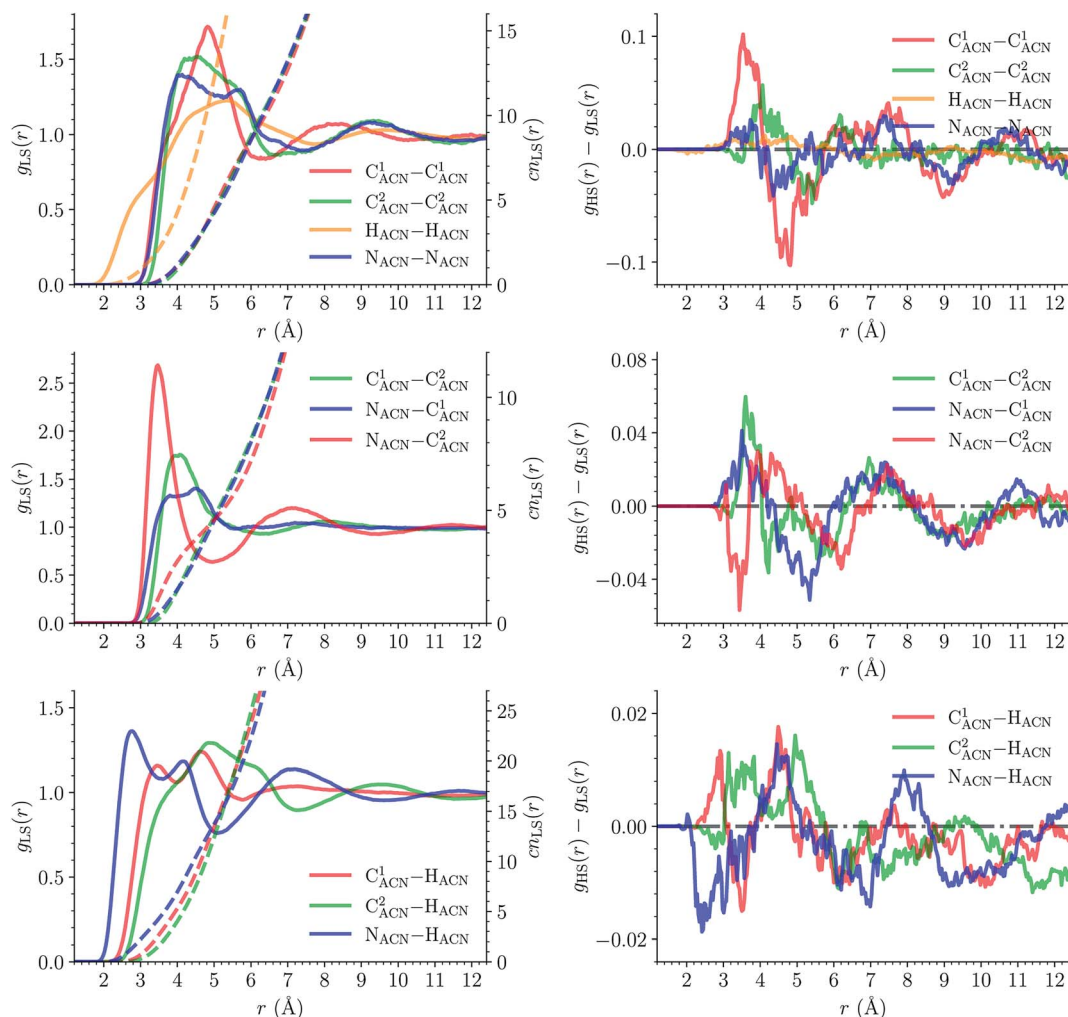 g_LS(r)
1.5
1.0
0.5
0.0
15
10
5
0
cn_LS(r)
C¹_ACN−C¹_ACN
C²_ACN−C²_ACN
H_ACN−H_ACN
N_ACN−N_ACN
2 3 4 5 6 7 8 9 10 11 12
r (Å)
g_HS(r) − g_LS(r)
0.1
0.0
−0.1
C¹_ACN−C¹_ACN
C²_ACN−C²_ACN
H_ACN−H_ACN
N_ACN−N_ACN
2 3 4 5 6 7 8 9 10 11 12
r (Å)
g_LS(r)
2.5
2.0
1.5
1.0
0.5
0.0
10
5
0
cn_LS(r)
C¹_ACN−C²_ACN
N_ACN−C¹_ACN
N_ACN−C²_ACN
2 3 4 5 6 7 8 9 10 11 12
r (Å)
g_HS(r) − g_LS(r)
0.08
0.04
0.00
−0.04
C¹_ACN−C²_ACN
N_ACN−C¹_ACN
N_ACN−C²_ACN
2 3 4 5 6 7 8 9 10 11 12
r (Å)
g_LS(r)
1.5
1.0
0.5
0.0
25
20
15
10
5
0
cn_LS(r)
C¹_ACN−H_ACN
C²_ACN−H_ACN
N_ACN−H_ACN
2 3 4 5 6 7 8 9 10 11 12
r (Å)
g_HS(r) − g_LS(r)
0.02
0.00
−0.02
C¹_ACN−H_ACN
C²_ACN−H_ACN
N_ACN−H_ACN
2 3 4 5 6 7 8 9 10 11 12
r (Å)